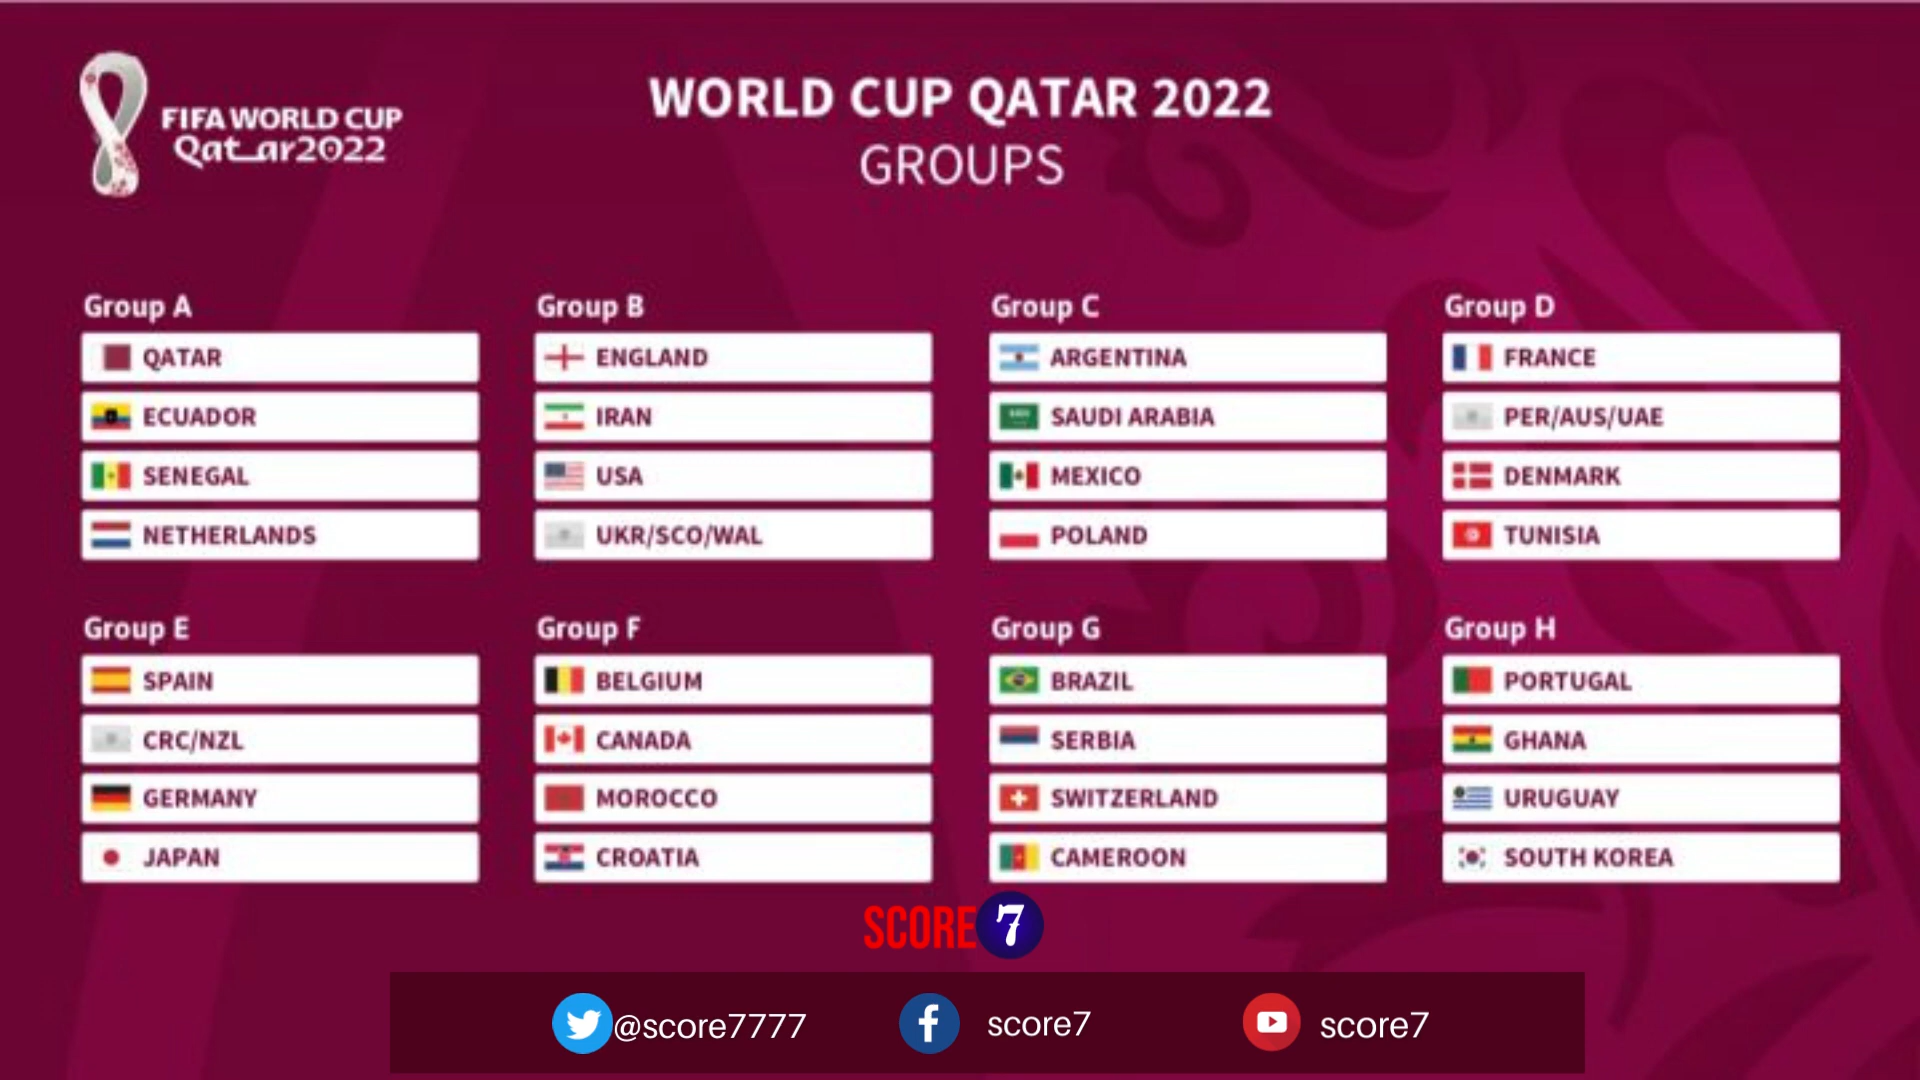 FIFA WORLD CUP
Qatar2022
WORLD CUP QATAR 2022
GROUPS
Group A
QATAR
ECUADOR
SENEGAL
NETHERLANDS
Group B
ENGLAND
IRAN
USA
UKR/SCO/WAL
Group C
ARGENTINA
SAUDI ARABIA
MEXICO
POLAND
Group D
FRANCE
PER/AUS/UAE
DENMARK
TUNISIA
Group E
SPAIN
CRC/NZL
GERMANY
JAPAN
Group F
BELGIUM
CANADA
MOROCCO
CROATIA
Group G
BRAZIL
SERBIA
SWITZERLAND
CAMEROON
Group H
PORTUGAL
GHANA
URUGUAY
SOUTH KOREA
SCORE 7
@score7777 score7 score7